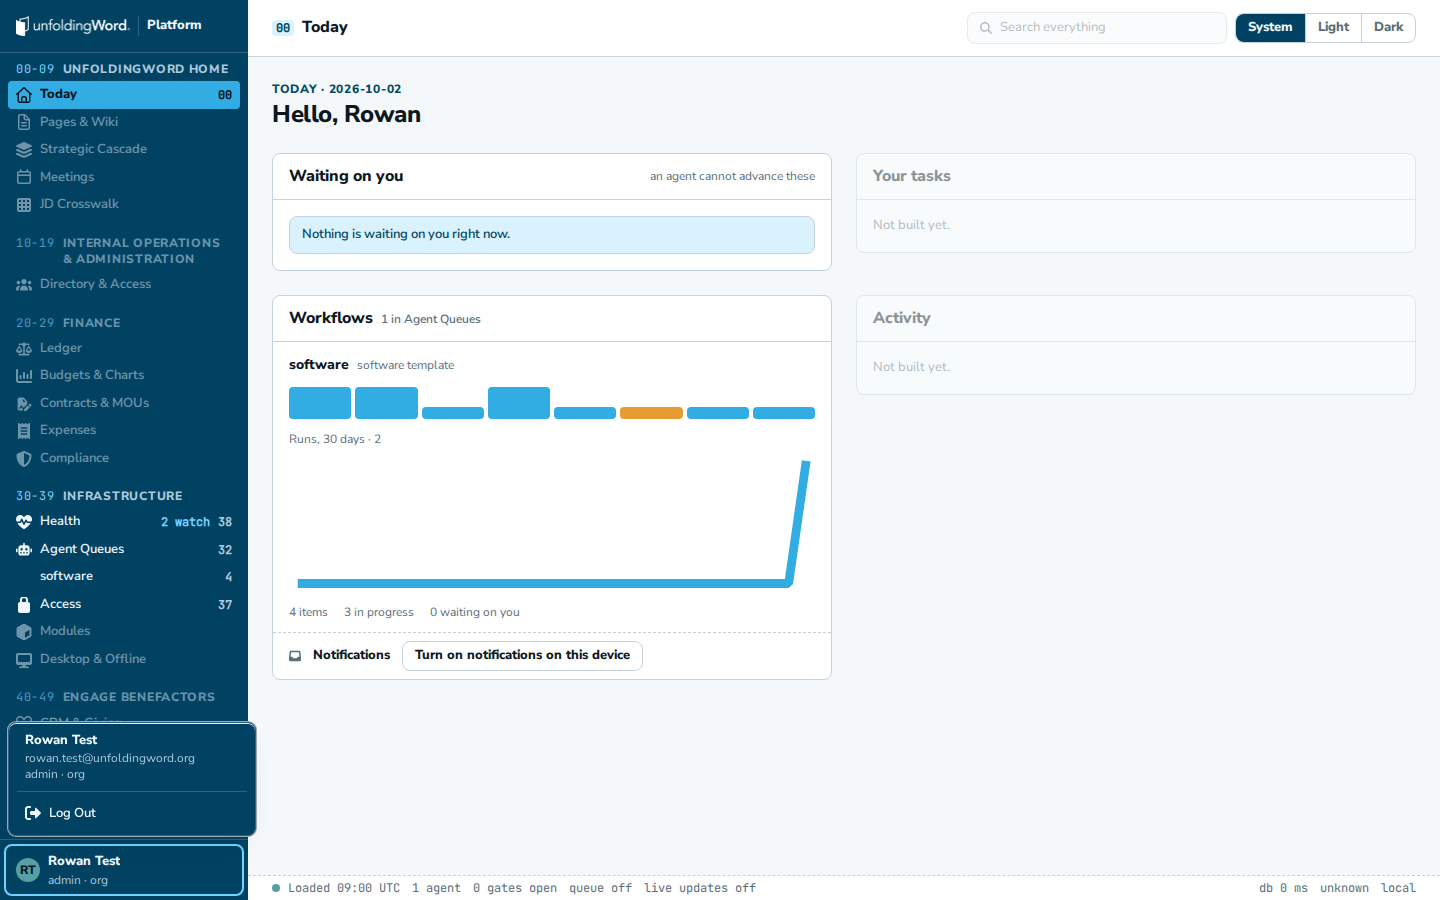 unfoldingWord Platform
00-09 UNFOLDINGWORD HOME
Today 00
Pages & Wiki
Strategic Cascade
Meetings
JD Crosswalk
10-19 INTERNAL OPERATIONS
& ADMINISTRATION
Directory & Access
20-29 FINANCE
Ledger
Budgets & Charts
Contracts & MOUs
Expenses
Compliance
30-39 INFRASTRUCTURE
Health 2 watch 38
Agent Queues 32
software 4
Access 37
Modules
Desktop & Offline
40-49 ENGAGE BENEFACTORS
Rowan Test
rowan.test@unfoldingword.org
admin · org
Log Out
RT Rowan Test
admin · org
00 Today
Search everything
System Light Dark
TODAY · 2026-10-02
Hello, Rowan
Waiting on you an agent cannot advance these
Nothing is waiting on you right now.
Your tasks
Not built yet.
Workflows 1 in Agent Queues
software software template
Runs, 30 days · 2
4 items 3 in progress 0 waiting on you
Notifications Turn on notifications on this device
Activity
Not built yet.
Loaded 09:00 UTC 1 agent 0 gates open queue off live updates off
db 0 ms unknown local